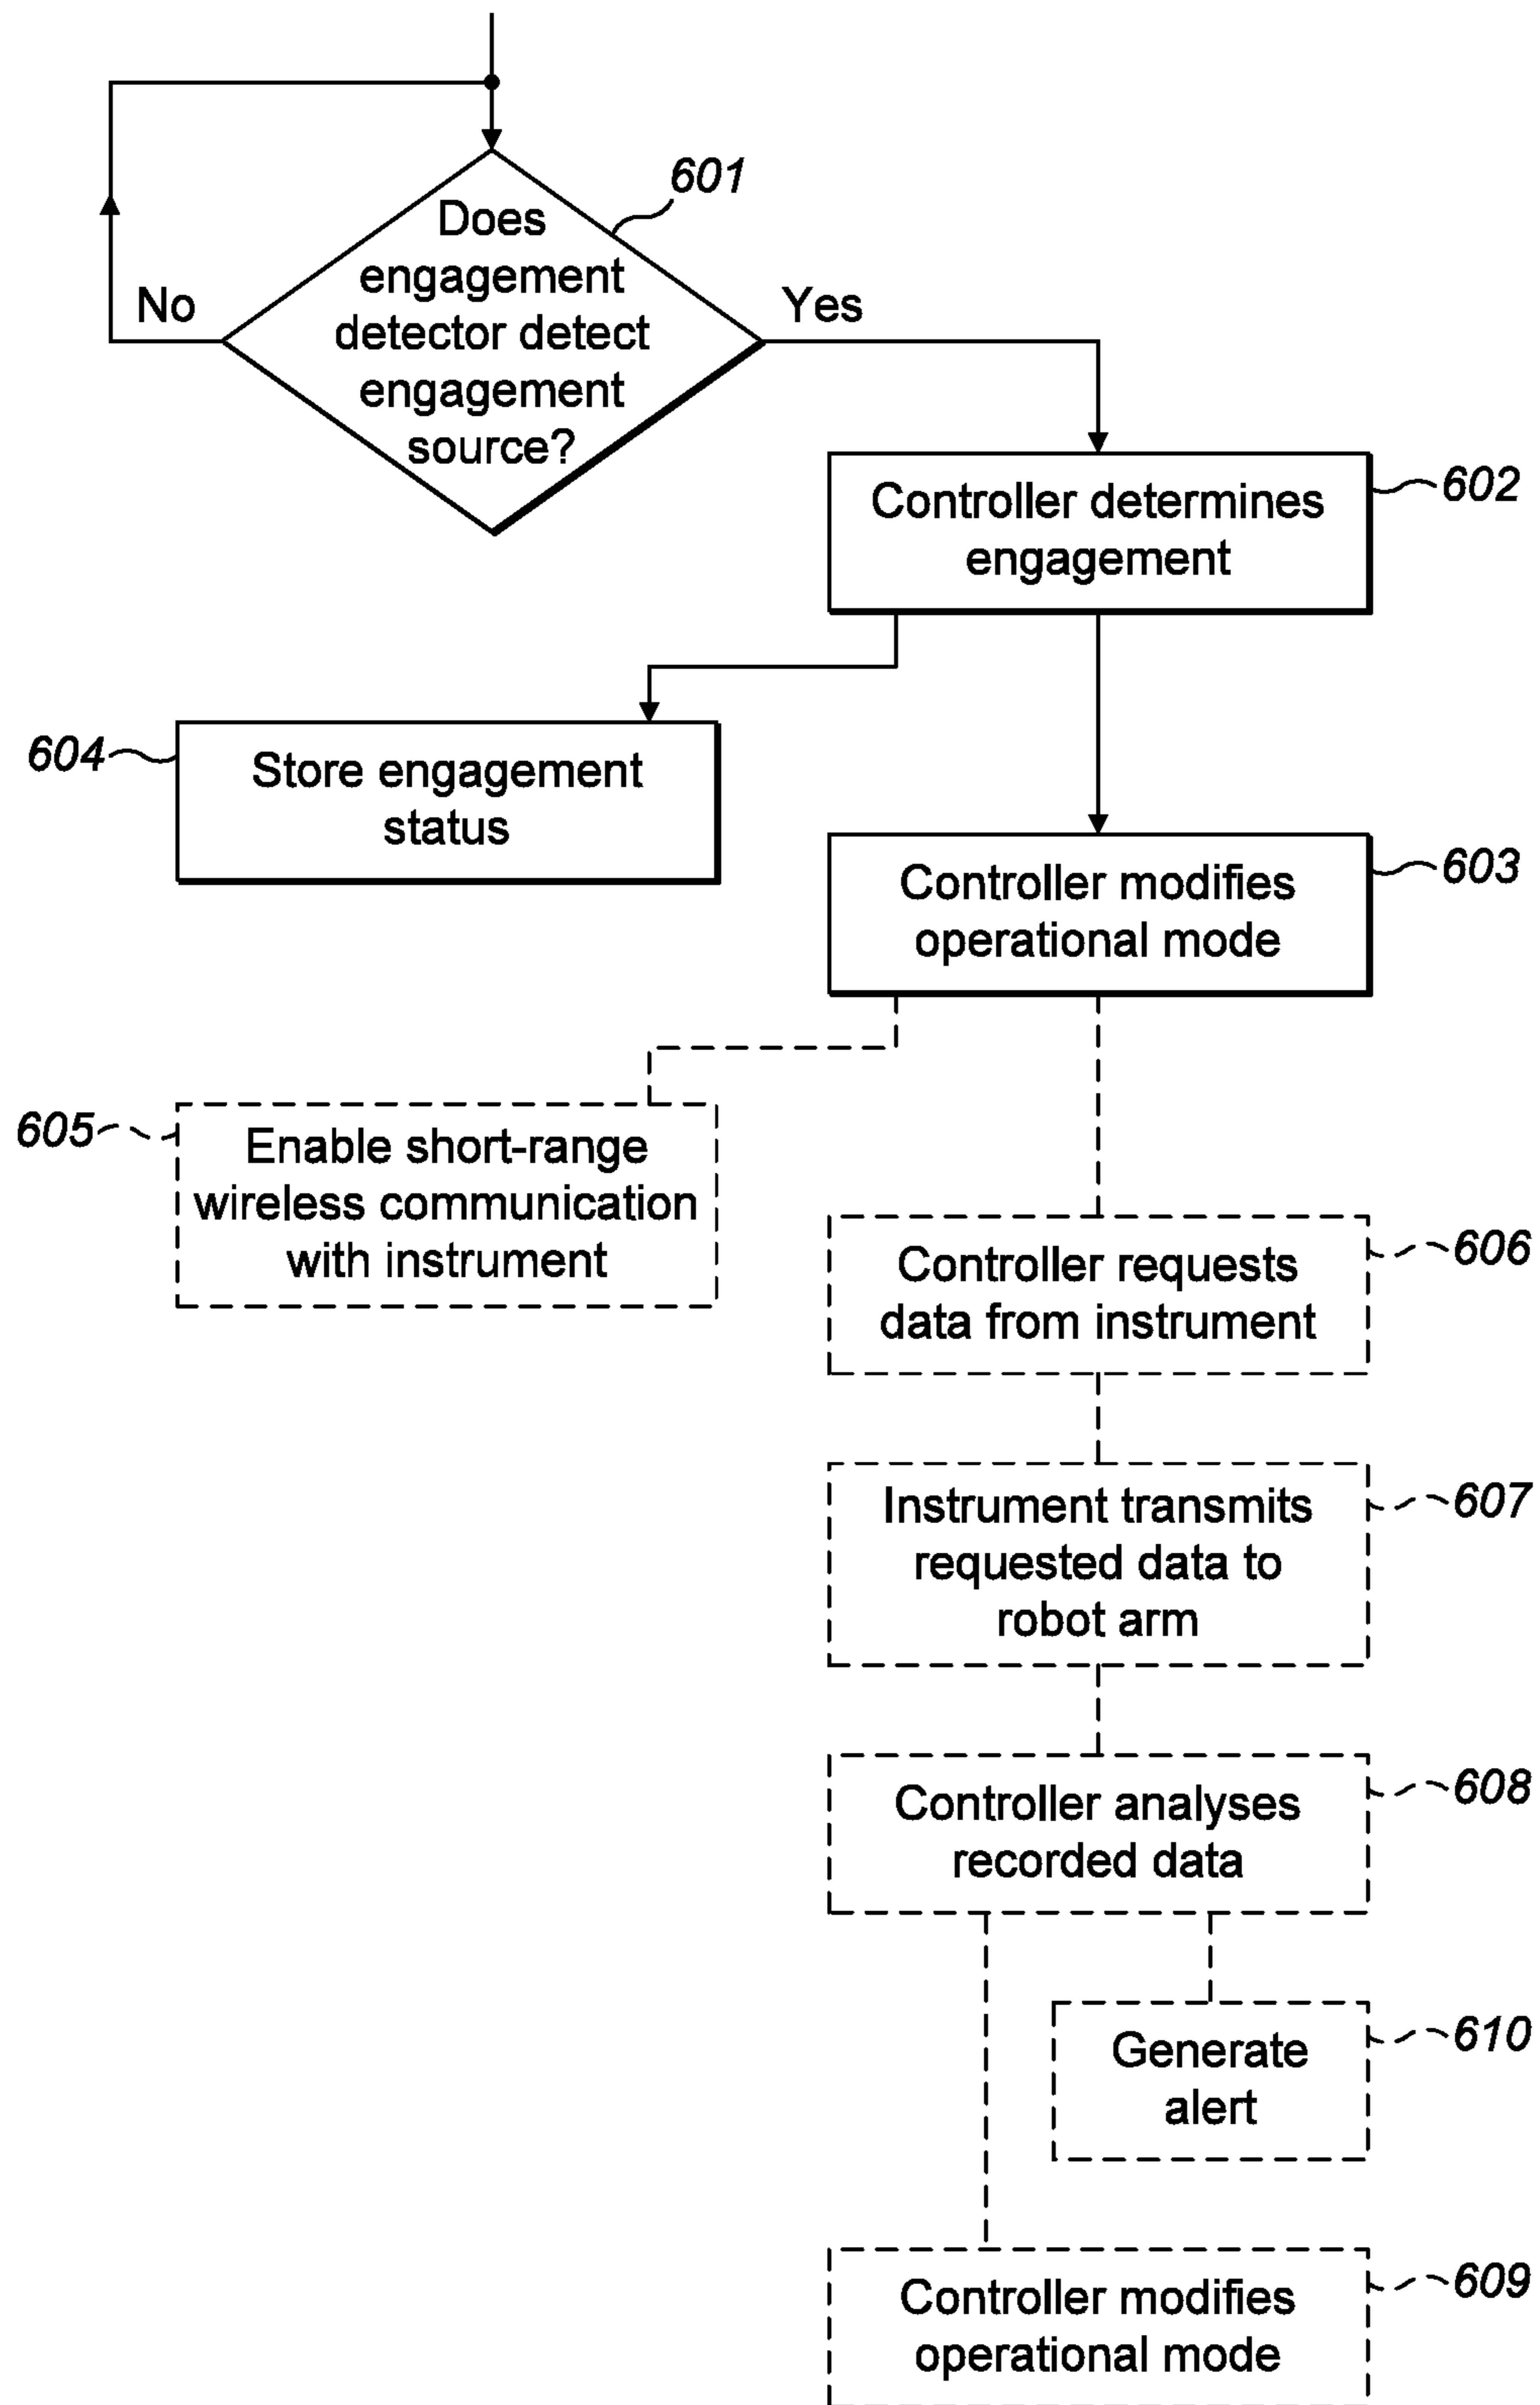 601
Does
engagement
detector detect
engagement
source?
No
Yes
602
Controller determines
engagement
604
Store engagement
status
603
Controller modifies
operational mode
605
Enable short-range
wireless communication
with instrument
606
Controller requests
data from instrument
607
Instrument transmits
requested data to
robot arm
608
Controller analyses
recorded data
610
Generate
alert
609
Controller modifies
operational mode